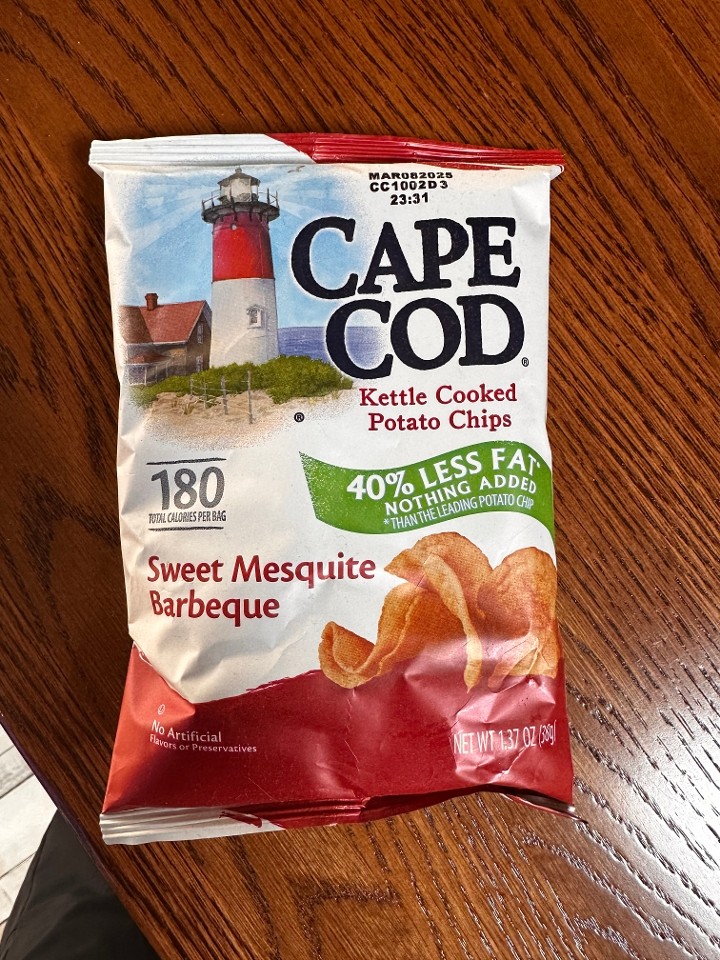 MAR082025
CC1002D3
23:31
CAPE
COD®
Kettle Cooked
Potato Chips
®
180
TOTAL CALORIES PER BAG
40% LESS FAT*
NOTHING ADDED
*THAN THE LEADING POTATO CHIP
Sweet Mesquite
Barbeque
No Artificial
Flavors or Preservatives
NET WT 1.37 OZ (38g)